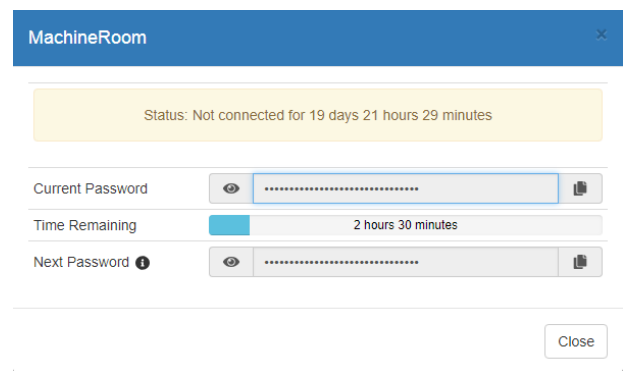 MachineRoom
×
Status: Not connected for 19 days 21 hours 29 minutes
Current Password •••••••••••••••••••••••••••••••
Time Remaining 2 hours 30 minutes
Next Password •••••••••••••••••••••••••••••••
Close